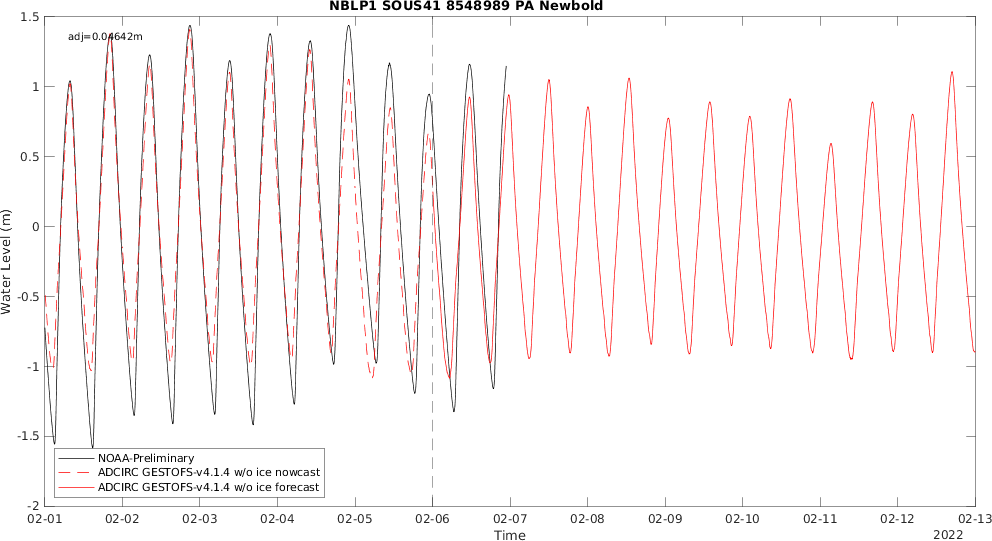 NBLP1 SOUS41 8548989 PA Newbold
adj=0.04642m
1.5
1
0.5
0
-0.5
-1
-1.5
-2
Water Level (m)
NOAA-Preliminary
ADCIRC GESTOFS-v4.1.4 w/o ice nowcast
ADCIRC GESTOFS-v4.1.4 w/o ice forecast
02-01 02-02 02-03 02-04 02-05 02-06 02-07 02-08 02-09 02-10 02-11 02-12 02-13
Time
2022